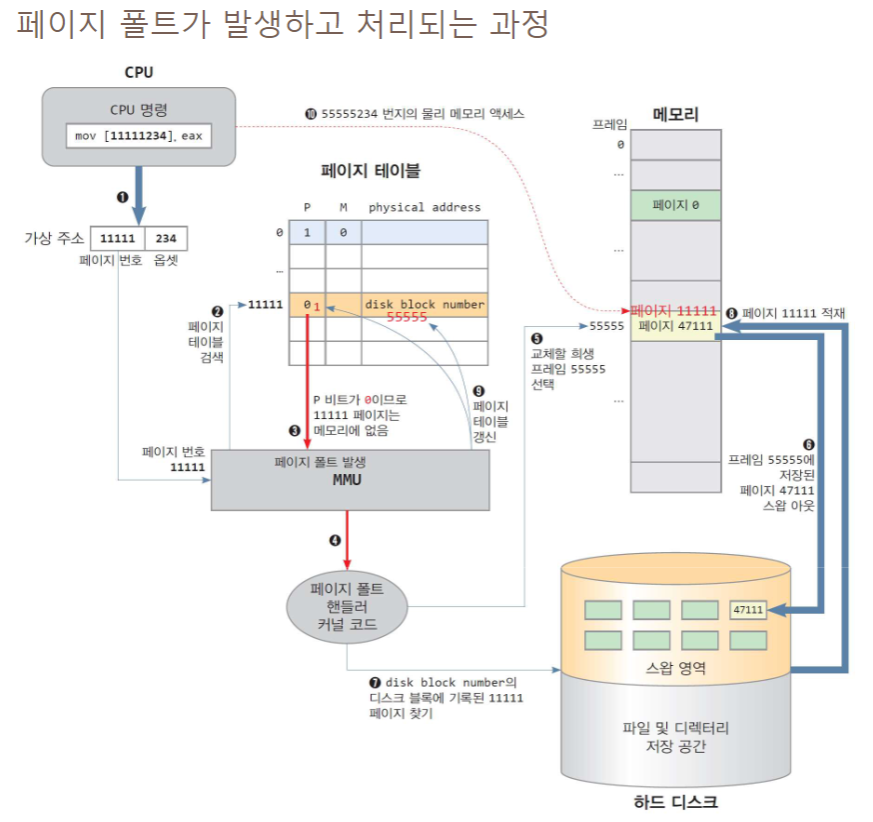 페이지 폴트가 발생하고 처리되는 과정
CPU
CPU 명령
mov [11111234], eax
❶
가상 주소
11111
234
페이지 번호
옵셋
❿ 55555234 번지의 물리 메모리 액세스
페이지 테이블
P
M
physical address
0
1
0
...
❷
페이지
테이블
검색
11111
0
1
disk block number
55555
P 비트가 0이므로
11111 페이지는
❸ 메모리에 없음
❾
페이지
테이블
갱신
페이지 번호
11111
페이지 폴트 발생
MMU
❹
페이지 폴트
핸들러
커널 코드
메모리
프레임
0
...
페이지 0
...
페이지 11111
55555
페이지 47111
...
❽ 페이지 11111 적재
❺
교체할 희생
프레임 55555
선택
❻
프레임 55555에
저장된
페이지 47111
스왑 아웃
❼ disk block number의
디스크 블록에 기록된 11111
페이지 찾기
47111
스왑 영역
파일 및 디렉터리
저장 공간
하드 디스크